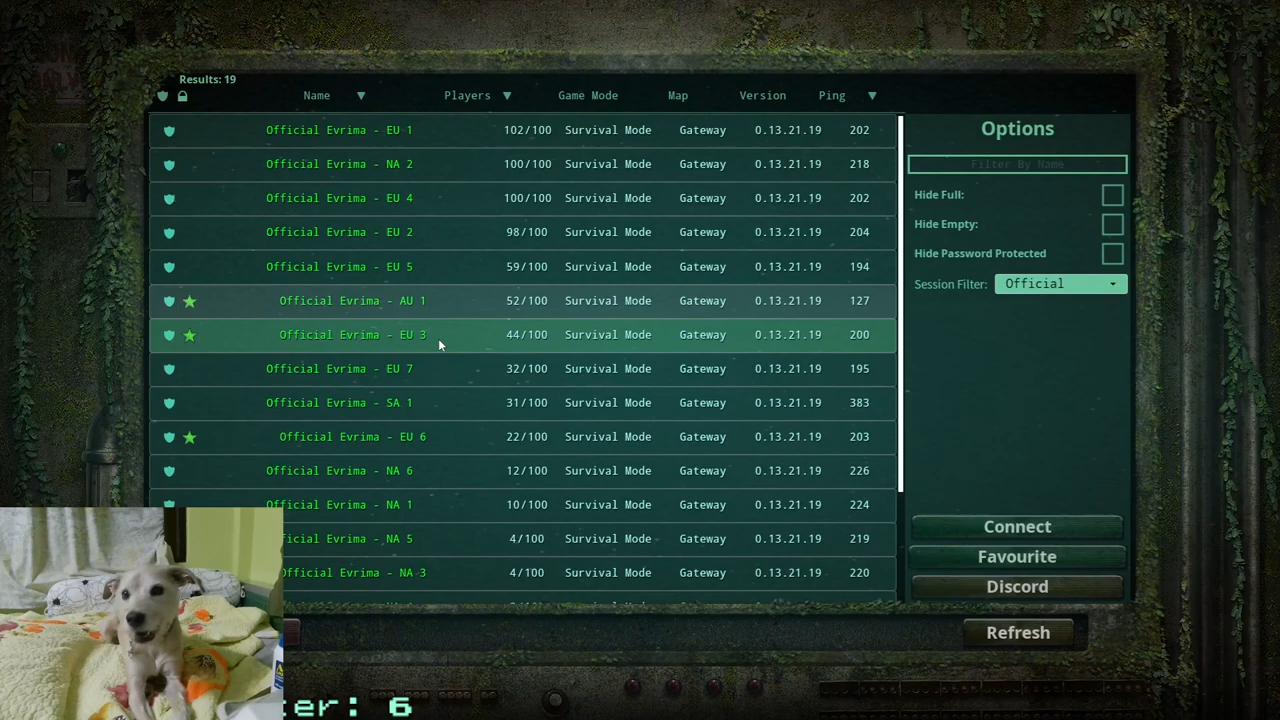 Results: 19
Name Players Game Mode Map Version Ping
Official Evrima - EU 1 102/100 Survival Mode Gateway 0.13.21.19 202
Official Evrima - NA 2 100/100 Survival Mode Gateway 0.13.21.19 218
Official Evrima - EU 4 100/100 Survival Mode Gateway 0.13.21.19 202
Official Evrima - EU 2 98/100 Survival Mode Gateway 0.13.21.19 204
Official Evrima - EU 5 59/100 Survival Mode Gateway 0.13.21.19 194
Official Evrima - AU 1 52/100 Survival Mode Gateway 0.13.21.19 127
Official Evrima - EU 3 44/100 Survival Mode Gateway 0.13.21.19 200
Official Evrima - EU 7 32/100 Survival Mode Gateway 0.13.21.19 195
Official Evrima - SA 1 31/100 Survival Mode Gateway 0.13.21.19 383
Official Evrima - EU 6 22/100 Survival Mode Gateway 0.13.21.19 203
Official Evrima - NA 6 12/100 Survival Mode Gateway 0.13.21.19 226
Official Evrima - NA 1 10/100 Survival Mode Gateway 0.13.21.19 224
Official Evrima - NA 5 4/100 Survival Mode Gateway 0.13.21.19 219
Official Evrima - NA 3 4/100 Survival Mode Gateway 0.13.21.19 220
Options
Filter By Name
Hide Full:
Hide Empty:
Hide Password Protected
Session Filter: Official
Connect
Favourite
Discord
Refresh
ter: 6